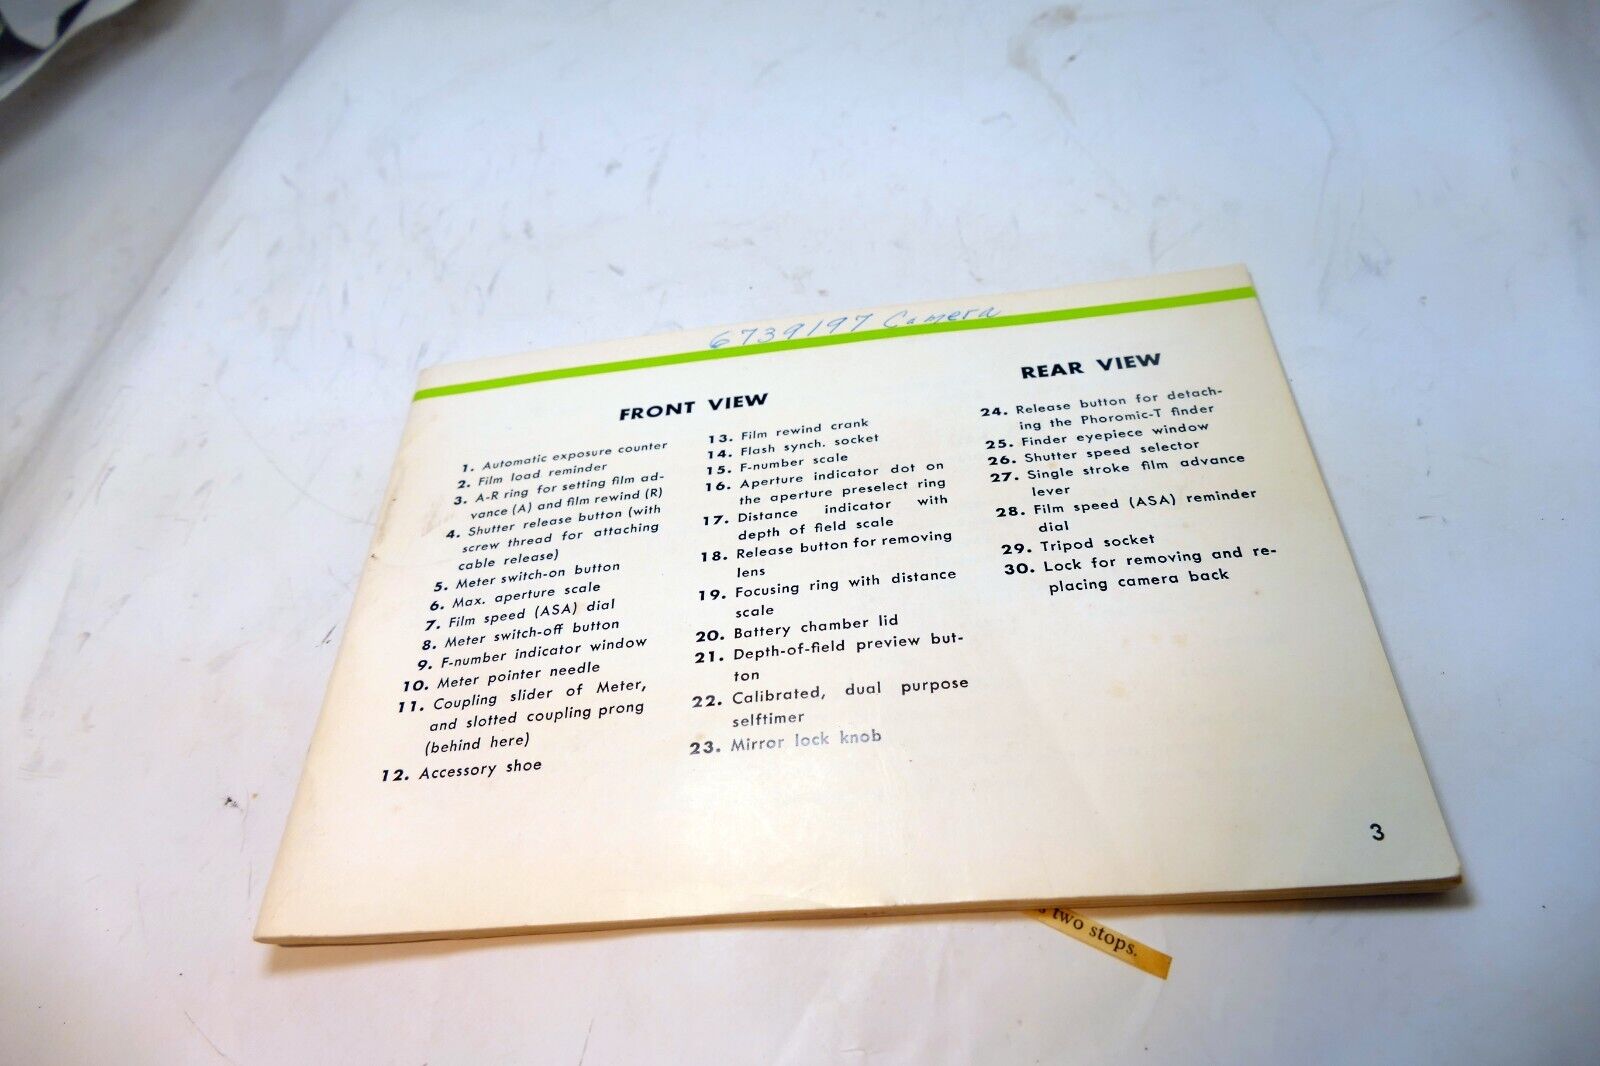 6739197 Camera
FRONT VIEW
1. Automatic exposure counter
2. Film load reminder
3. A-R ring for setting film ad-
vance (A) and film rewind (R)
4. Shutter release button (with
screw thread for attaching
cable release)
5. Meter switch-on button
6. Max. aperture scale
7. Film speed (ASA) dial
8. Meter switch-off button
9. F-number indicator window
10. Meter pointer needle
11. Coupling slider of Meter,
and slotted coupling prong
(behind here)
12. Accessory shoe
13. Film rewind crank
14. Flash synch. socket
15. F-number scale
16. Aperture indicator dot on
the aperture preselect ring
17. Distance indicator with
depth of field scale
18. Release button for removing
lens
19. Focusing ring with distance
scale
20. Battery chamber lid
21. Depth-of-field preview but-
ton
22. Calibrated, dual purpose
selftimer
23. Mirror lock knob
REAR VIEW
24. Release button for detach-
ing the Phoromic-T finder
25. Finder eyepiece window
26. Shutter speed selector
27. Single stroke film advance
lever
28. Film speed (ASA) reminder
dial
29. Tripod socket
30. Lock for removing and re-
placing camera back
3
two stops.